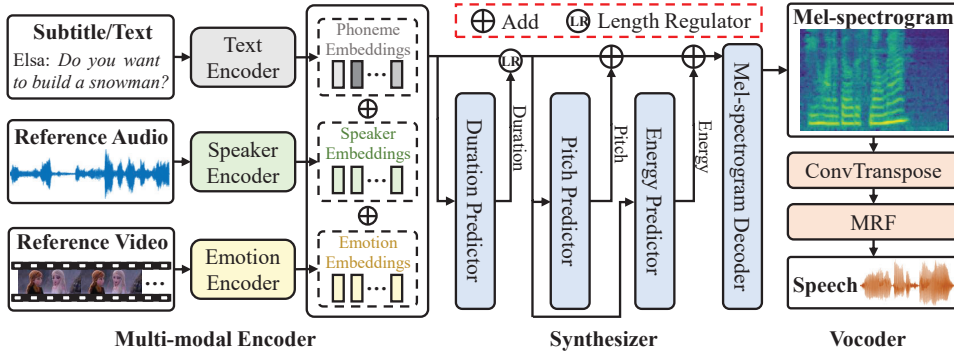 Subtitle/Text
Elsa: Do you want
to build a snowman?
Text
Encoder
Phoneme
Embeddings
Reference Audio
Speaker
Encoder
Speaker
Embeddings
Reference Video
Emotion
Encoder
Emotion
Embeddings
Multi-modal Encoder
Add
LR
Length Regulator
LR
Duration Predictor
Duration
Pitch Predictor
Pitch
Energy Predictor
Energy
Mel-spectrogram Decoder
Synthesizer
Mel-spectrogram
ConvTranspose
MRF
Speech
Vocoder